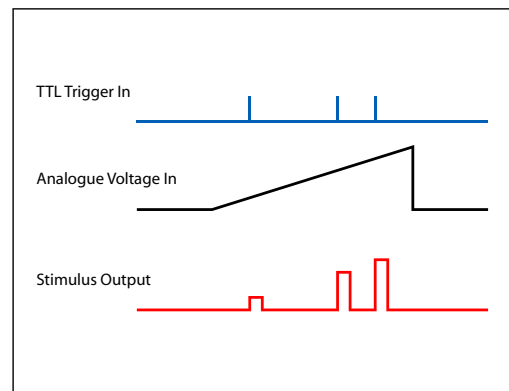 TTL Trigger In
Analogue Voltage In
Stimulus Output